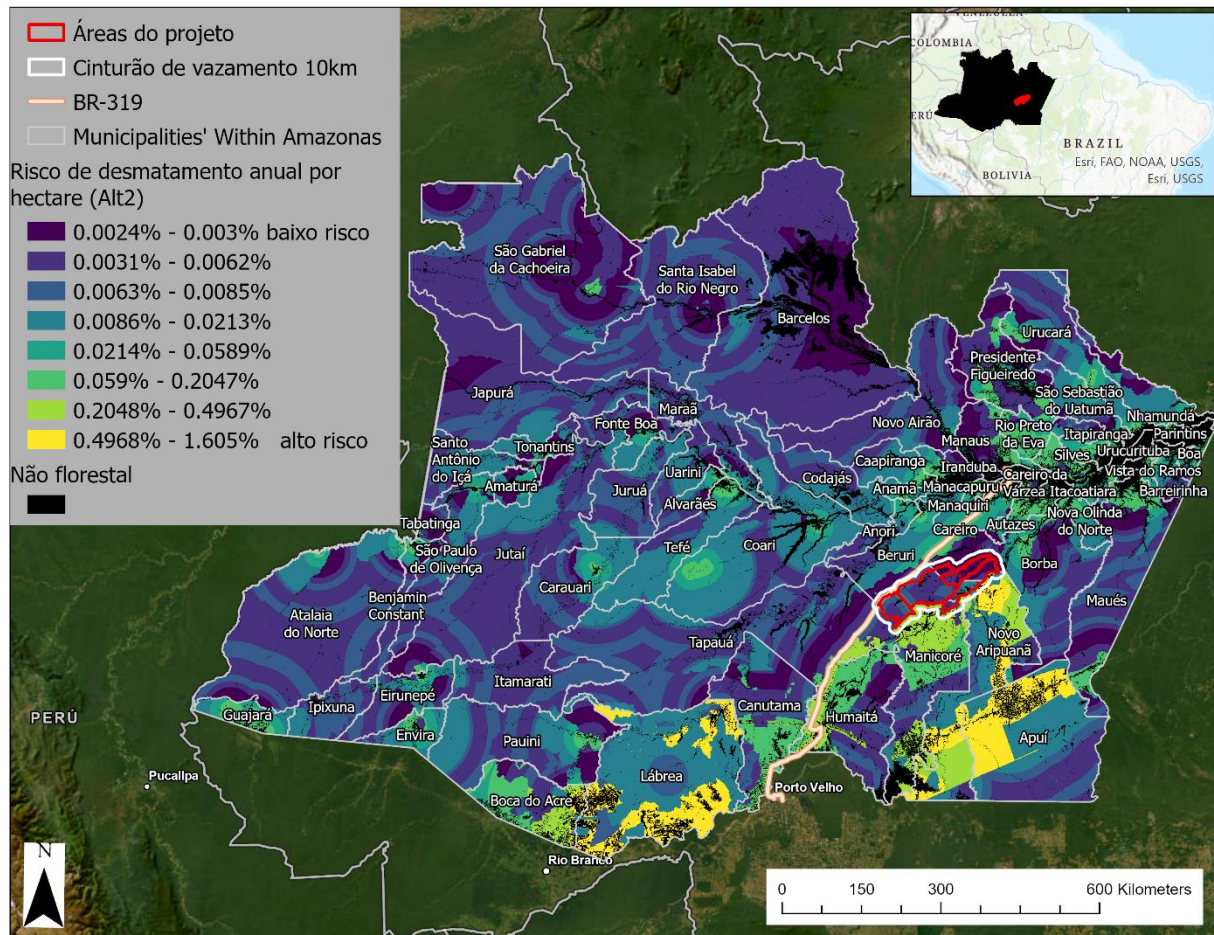 Áreas do projeto
Cinturão de vazamento 10km
BR-319
Municipalities' Within Amazonas
Risco de desmatamento anual por
hectare (Alt2)
0.0024% - 0.003% baixo risco
0.0031% - 0.0062%
0.0063% - 0.0085%
0.0086% - 0.0213%
0.0214% - 0.0589%
0.059% - 0.2047%
0.2048% - 0.4967%
0.4968% - 1.605% alto risco
Não florestal
COLOMBIA
PERÚ
BRAZIL
BOLIVIA
Esri, FAO, NOAA, USGS,
Esri, USGS
São Gabriel
da Cachoeira
Santa Isabel
do Rio Negro
Barcelos
Urucará
Presidente
Figueiredo
São Sebastião
do Uatumã
Japurá
Maraã
Fonte Boa
Novo Airão
Manaus
Rio Preto
da Eva
Nhamundá
Itapiranga
Parintins
Santo
Antônio
do Içá
Tonantins
Uarini
Caapiranga
Iranduba
Silves
Urucurituba
Boa
Vista do Ramos
Careiro da
Várzea
Amaturá
Juruá
Alvarães
Codajás
Anamã
Manacapuru
Itacoatiara
Barreirinha
Manaquiri
Nova Olinda
do Norte
Tabatinga
São Paulo
de Olivença
Jutaí
Tefé
Coari
Anori
Careiro
Autazes
Beruri
Borba
Carauari
Benjamin
Constant
Atalaia
do Norte
Maués
Tapauá
Novo
Aripuanã
Manicoré
Itamarati
Eirunepé
Ipixuna
Guajará
Canutama
Humaitá
Envira
Pauini
Apuí
Lábrea
PERÚ
Pucallpa
Boca do Acre
Porto Velho
Rio Branco
N
0 150 300 600 Kilometers